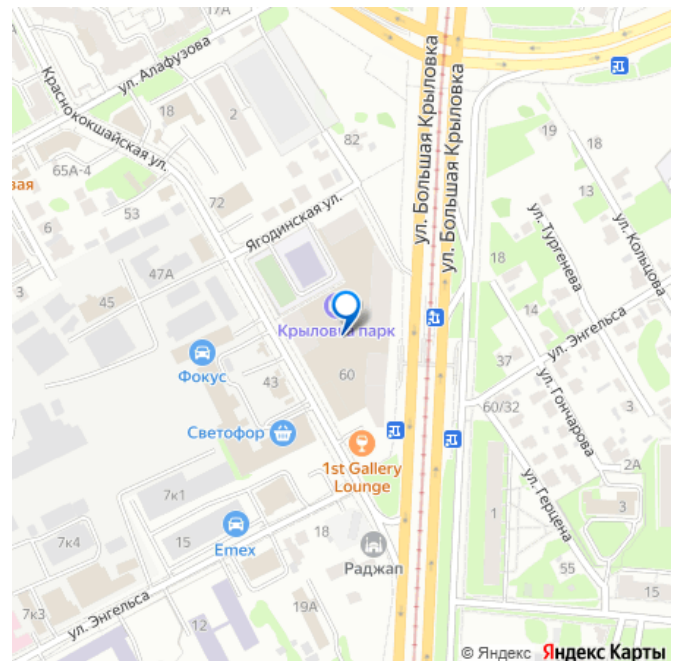 17А
ул. Алафузова
Краснококшайская ул.
18
2
ул. Большая Крыловка
ул. Большая Крыловка
82
19
18
65А-4
вая
53
72
6
Ягодинская ул.
13
ул. Тургенева
ул. Кольцова
47А
18
3
45
14
Крыловка парк
ул. Энгельса
Фокус
43
60
37
60/32
ул. Гончарова
3
Светофор
1st Gallery
Lounge
2А
ул. Герцена
7к1
3
1
7к4
15
Emex
18
Раджап
55
15
7к3
ул. Энгельса
12
19А
© Яндекс Яндекс Карты